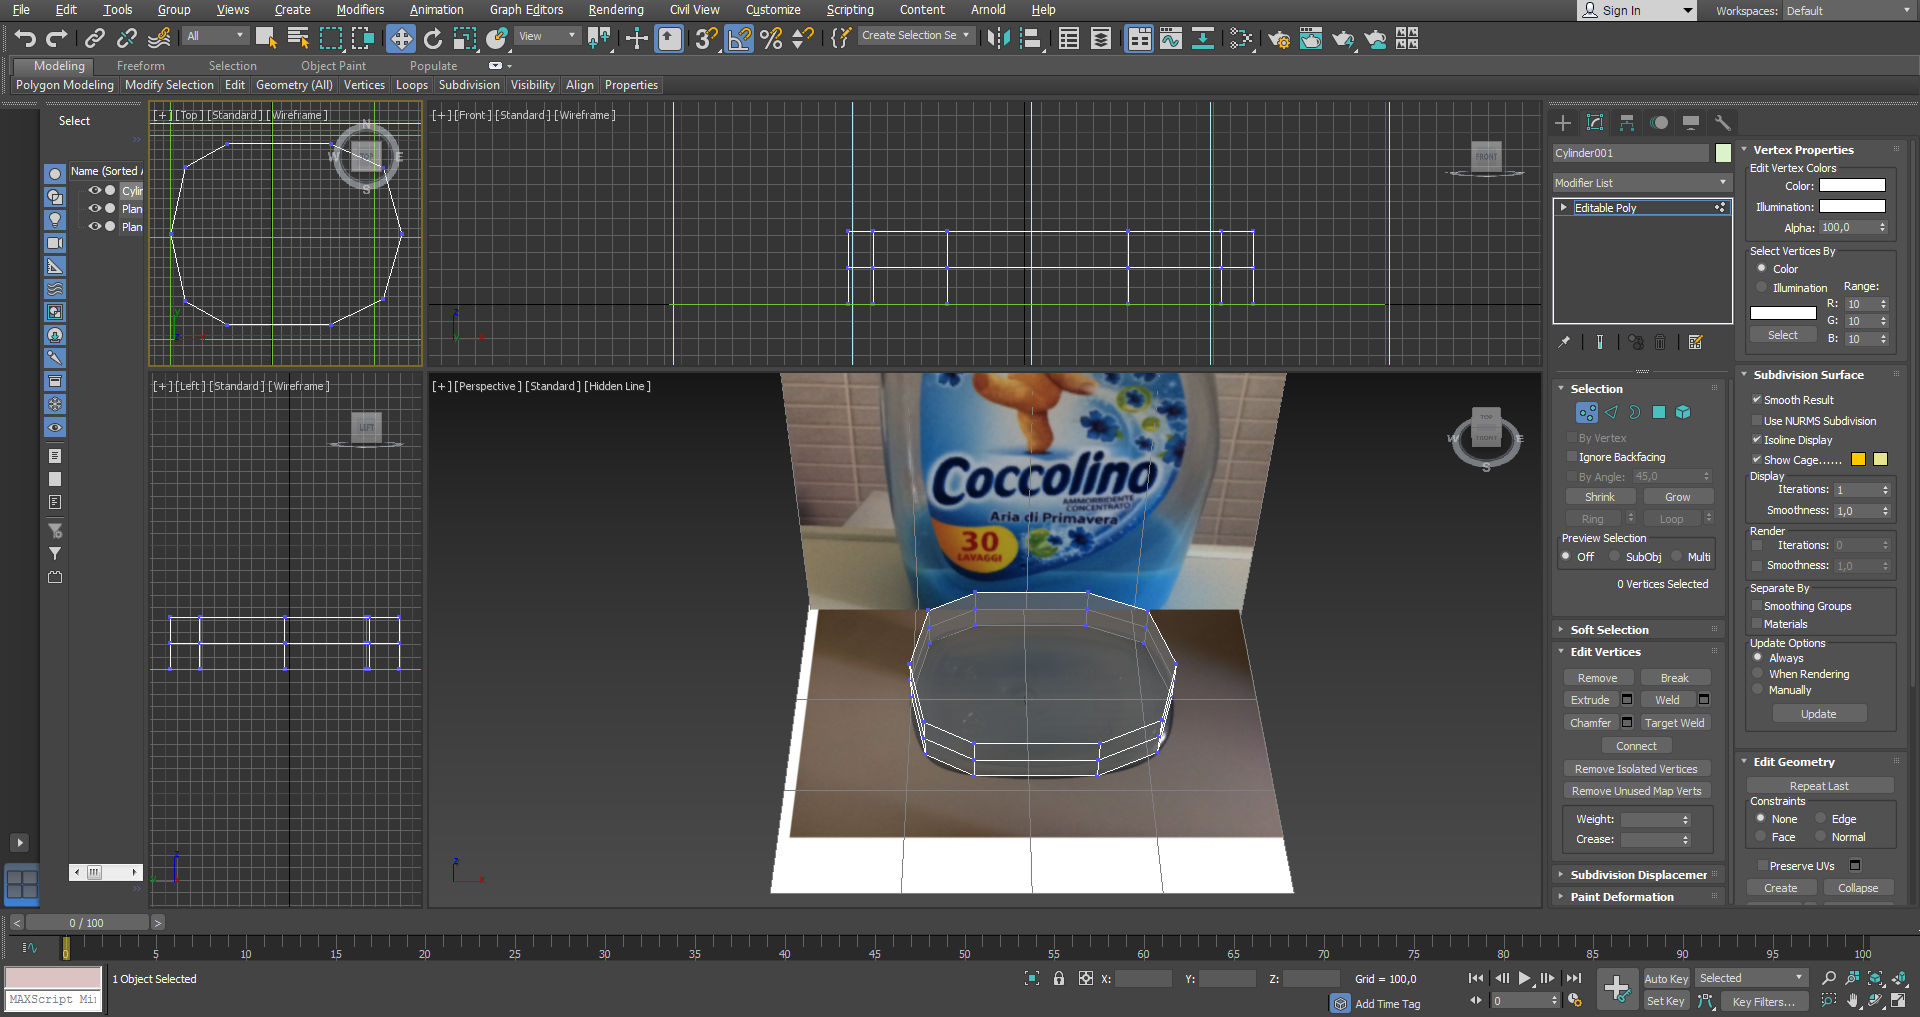 File Edit Tools Group Views Create Modifiers Animation Graph Editors Rendering Civil View Customize Scripting Content Arnold Help
Sign In Workspaces: Default
All View Create Selection Se
Modeling Freeform Selection Object Paint Populate
Polygon Modeling Modify Selection Edit Geometry (All) Vertices Loops Subdivision Visibility Align Properties
Select
Name (Sorted A
Cylin
Plan
Plan
[+] [Top] [Standard] [Wireframe]
N
W E
S
[+] [Front] [Standard] [Wireframe]
FRONT
[+] [Left] [Standard] [Wireframe]
LEFT
[+] [Perspective] [Standard] [Hidden Line]
TOP
FRONT
W E
S
Coccolino
AMMORBIDENTE
CONCENTRATO
Aria di Primavera
30
LAVAGGI
Cylinder001
Modifier List
Editable Poly
Selection
By Vertex
Ignore Backfacing
By Angle: 45,0
Shrink Grow
Ring Loop
Preview Selection
Off SubObj Multi
0 Vertices Selected
Soft Selection
Edit Vertices
Remove Break
Extrude Weld
Chamfer Target Weld
Connect
Remove Isolated Vertices
Remove Unused Map Verts
Weight:
Crease:
Subdivision Displacemer
Paint Deformation
Vertex Properties
Edit Vertex Colors
Color:
Illumination:
Alpha: 100,0
Select Vertices By
Color
Illumination Range:
R: 10
G: 10
Select B: 10
Subdivision Surface
Smooth Result
Use NURMS Subdivision
Isoline Display
Show Cage......
Display
Iterations: 1
Smoothness: 1,0
Render
Iterations: 0
Smoothness: 1,0
Separate By
Smoothing Groups
Materials
Update Options
Always
When Rendering
Manually
Update
Edit Geometry
Repeat Last
Constraints
None Edge
Face Normal
Preserve UVs
Create Collapse
0 / 100
0 5 10 15 20 25 30 35 40 45 50 55 60 65 70 75 80 85 90 95 100
MAXScript Mi
1 Object Selected
X: Y: Z: Grid = 100,0
Add Time Tag
0
Auto Key Selected
Set Key Key Filters...